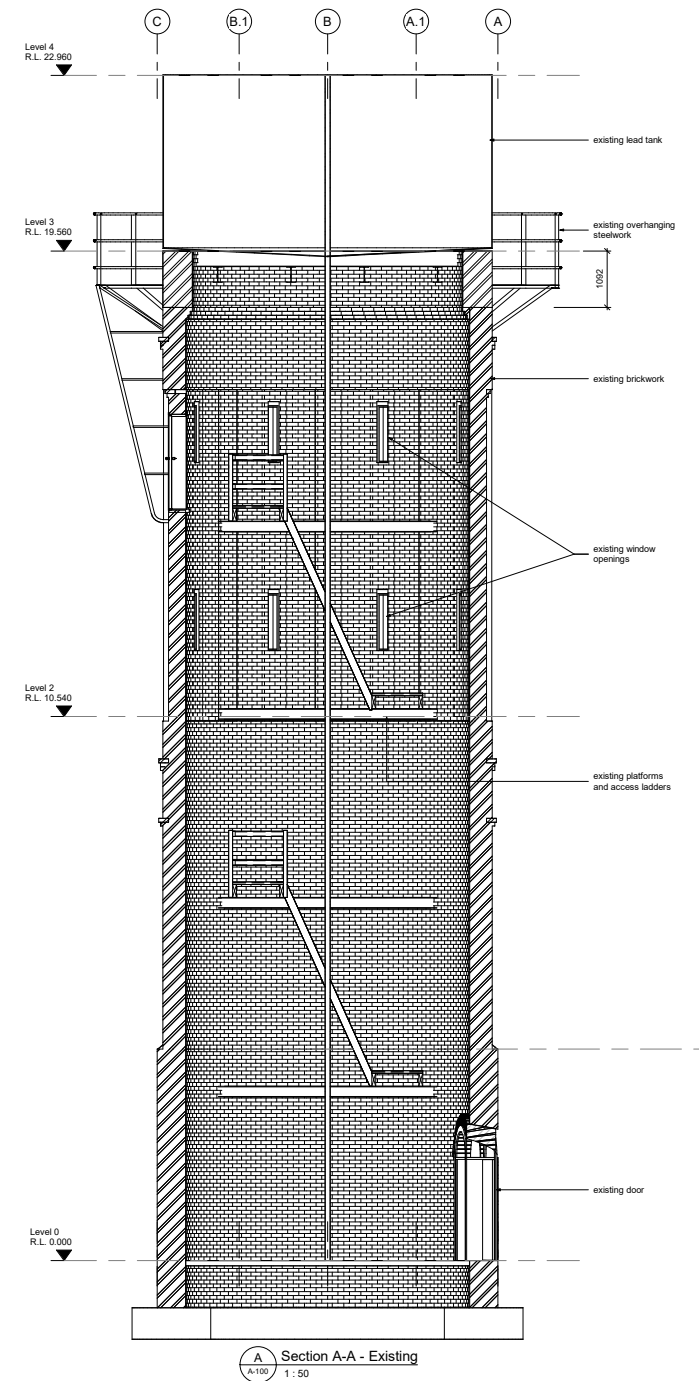 C
B.1
B
A.1
A
Level 4
R.L. 22.960
existing lead tank
Level 3
R.L. 19.560
existing overhanging
steelwork
1092
existing brickwork
existing window
openings
Level 2
R.L. 10.540
existing platforms
and access ladders
existing door
Level 0
R.L. 0.000
A
A-100
Section A-A - Existing
1 : 50